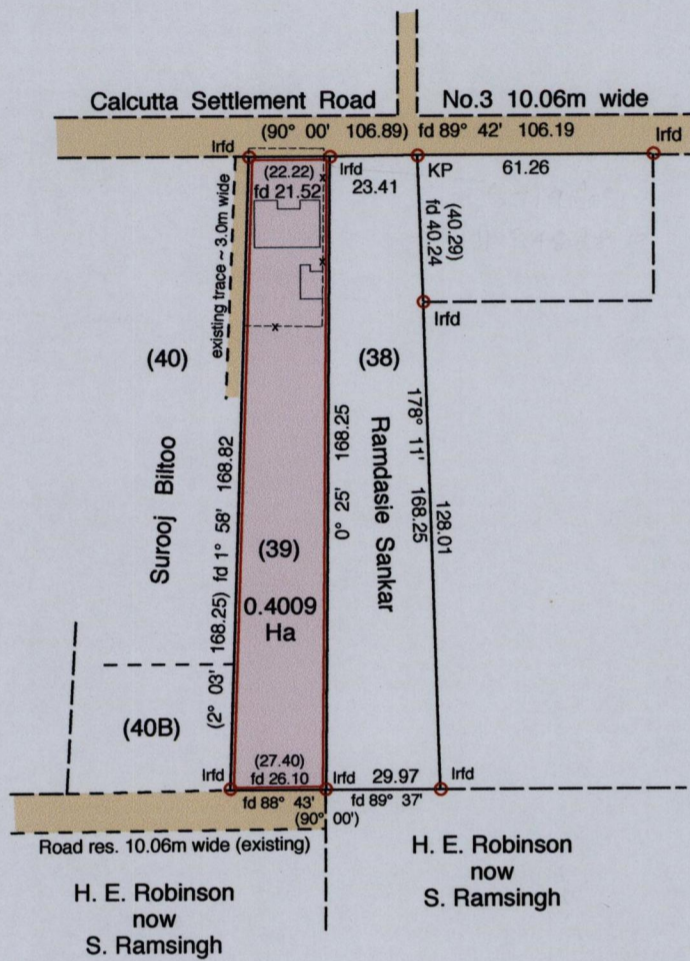 Calcutta Settlement Road No.3 10.06m wide
(90° 00' 106.89) fd 89° 42' 106.19
Irfd
Irfd
(22.22)
fd 21.52
Irfd
23.41
KP
61.26
(40.29)
fd 40.24
Irfd
existing trace ~ 3.0m wide
x
x
x
(40)
(38)
Surooj Biltoo
(2° 03' 168.25) fd 1° 58' 168.82
0° 25' 168.25
Ramdasie Sankar
178° 11' 168.25
128.01
(39)
0.4009
Ha
(40B)
(27.40)
fd 26.10
Irfd
Irfd
29.97
Irfd
fd 88° 43'
(90° 00')
fd 89° 37'
Road res. 10.06m wide (existing)
H. E. Robinson
now
S. Ramsingh
H. E. Robinson
now
S. Ramsingh